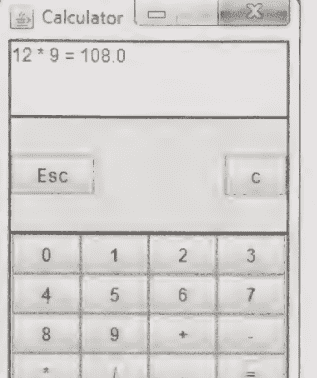 Calculator
12 * 9 = 108.0
Esc c
0 1 2 3
4 5 6 7
8 9 + -
* / . =